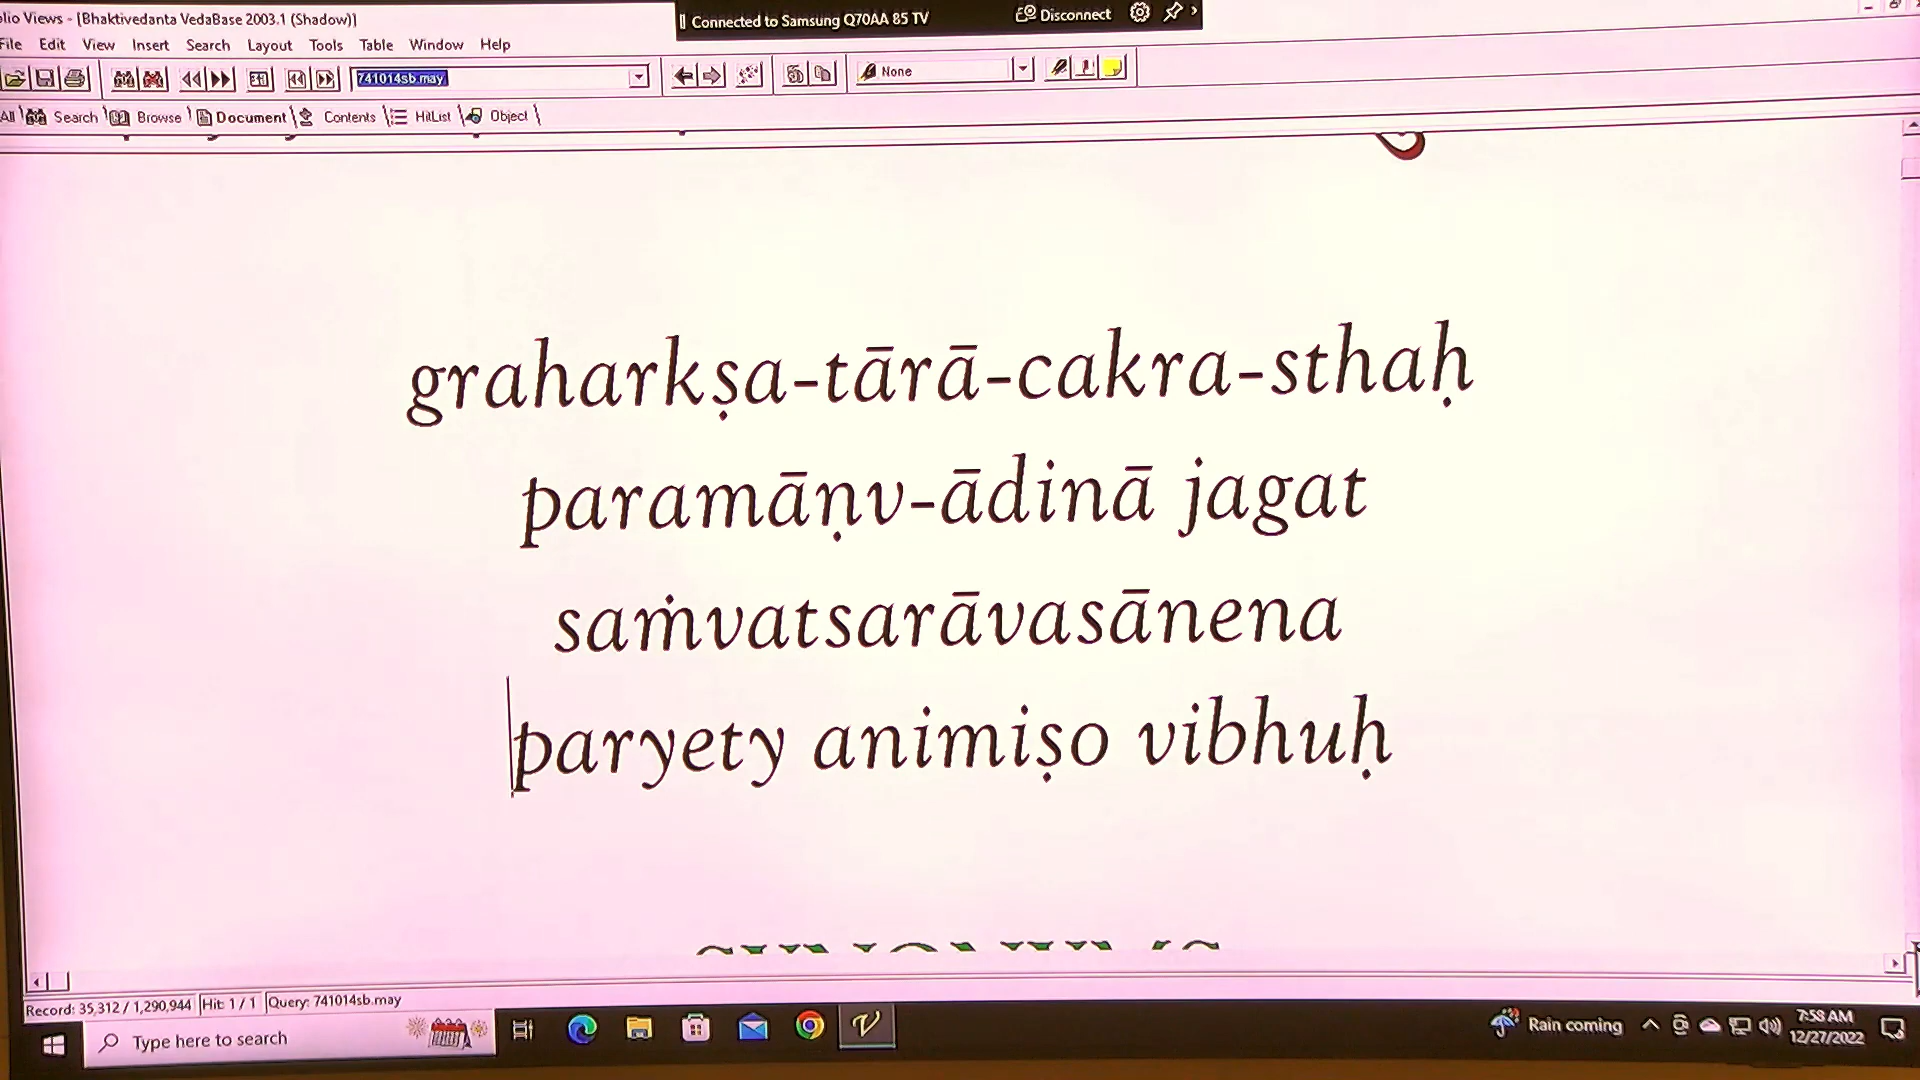 olio Views - [Bhaktivedanta VedaBase 2003.1 (Shadow)]
Connected to Samsung Q70AA 85 TV
Disconnect
File Edit View Insert Search Layout Tools Table Window Help
741014sb.may
None
All Search Browse Document Contents HitList Object
graharkṣa-tārā-cakra-sthaḥ
paramāṇv-ādinā jagat
saṁvatsarāvasānena
paryety animiṣo vibhuḥ
Record: 35,312 / 1,290,944 Hit: 1 / 1 Query: 741014sb.may
Type here to search
Rain coming
7:58 AM
12/27/2022